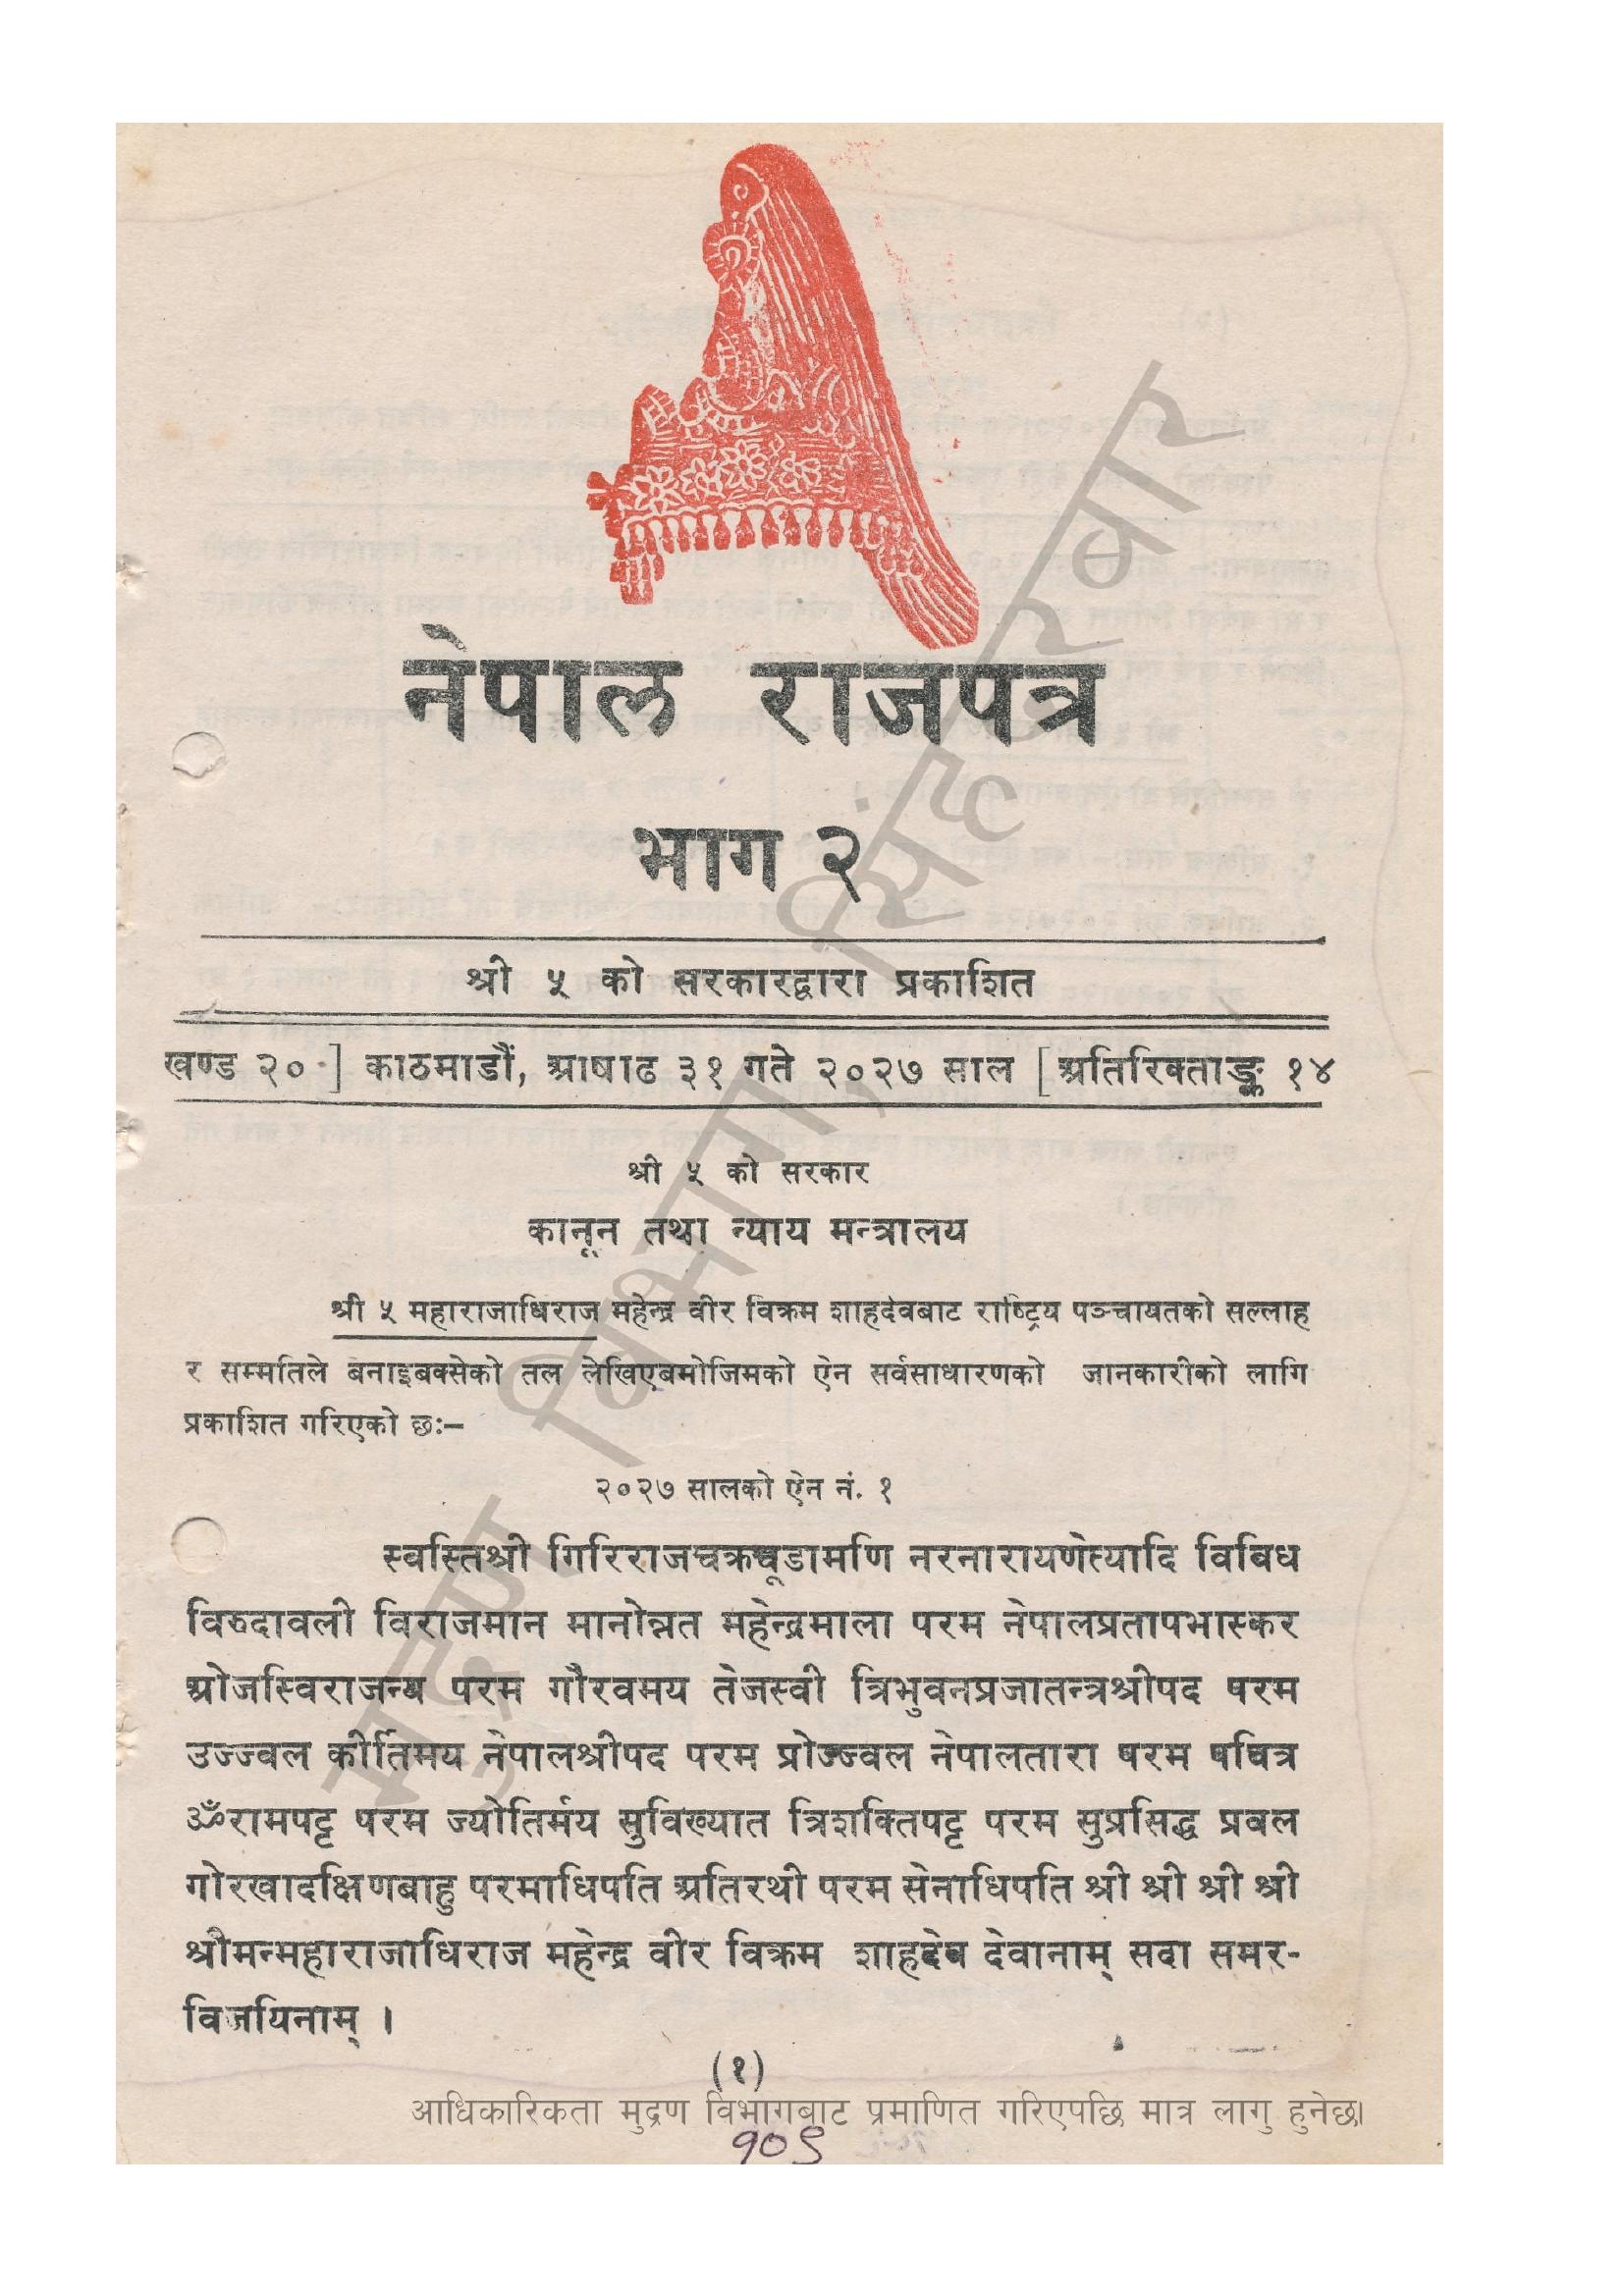 नेपाल राजपत्र
भाग २
श्री ५ को सरकारद्वारा प्रकाशित
खण्ड २० ] काठमाडौं, आषाढ ३१ गते २०२७ साल [ अतिरिक्ताङ्क १४
श्री ५ को सरकार
कानून तथा न्याय मन्त्रालय
श्री ५ महाराजाधिराज महेन्द्र वीर विक्रम शाहदेवबाट राष्ट्रिय पञ्चायतको सल्लाह
र सम्मतिले बनाइबक्सेको तल लेखिएबमोजिमको ऐन सर्वसाधारणको जानकारीको लागि
प्रकाशित गरिएको छः–
२०२७ सालको ऐन नं. १
स्वस्तिश्री गिरिराजचक्रचूडामणि नरनारायणेत्यादि विविध
विरुदावली विराजमान मानोन्नत महेन्द्रमाला परम नेपालप्रतापभास्कर
ओजस्विराजन्य परम गौरवमय तेजस्वी त्रिभुवनप्रजातन्त्रश्रीपद परम
उज्ज्वल कीर्तिमय नेपालश्रीपद परम प्रोज्ज्वल नेपालतारा परम पवित्र
ॐरामपट्ट परम ज्योतिर्मय सुविख्यात त्रिशक्तिपट्ट परम सुप्रसिद्ध प्रवल
गोरखादक्षिणबाहु परमाधिपति अतिरथी परम सेनाधिपति श्री श्री श्री श्री
श्रीमन्महाराजाधिराज महेन्द्र वीर विक्रम शाहदेव देवानाम् सदा समर-
विजयिनाम् ।
(१)
आधिकारिकता मुद्रण विभागबाट प्रमाणित गरिएपछि मात्र लागु हुनेछ।
१०९
मुद्रण विभाग, सिंहदरवार